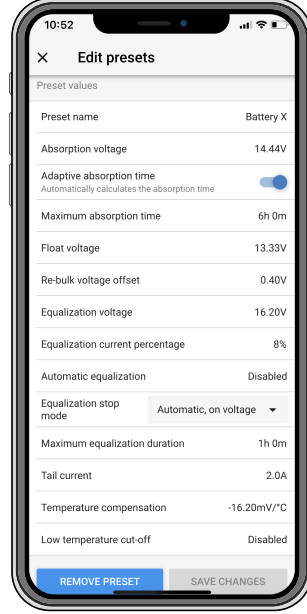 10:52
Edit presets
Preset values
Preset name Battery X
Absorption voltage 14.44V
Adaptive absorption time
Automatically calculates the absorption time
Maximum absorption time 6h 0m
Float voltage 13.33V
Re-bulk voltage offset 0.40V
Equalization voltage 16.20V
Equalization current percentage 8%
Automatic equalization Disabled
Equalization stop
mode Automatic, on voltage
Maximum equalization duration 1h 0m
Tail current 2.0A
Temperature compensation -16.20mV/°C
Low temperature cut-off Disabled
REMOVE PRESET SAVE CHANGES